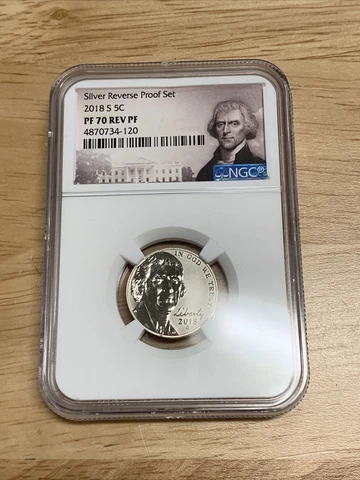 Silver Reverse Proof Set
2018 S 5C
PF 70 REV PF
4870734-120
NGC®
IN GOD WE TRUST
Liberty
2018
S